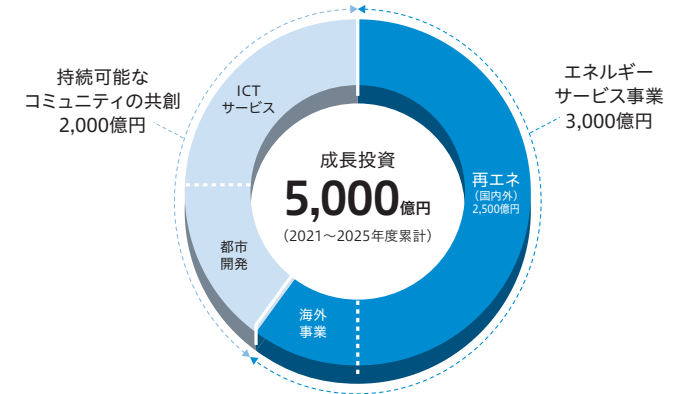 持続可能な
コミュニティの共創
2,000億円
ICT
サービス
都市
開発
成長投資
5,000億円
（2021～2025年度累計）
海外
事業
再エネ
（国内外）
2,500億円
エネルギー
サービス事業
3,000億円